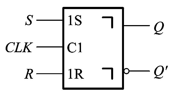 S 1S Q
CLK C1
R 1R Q′